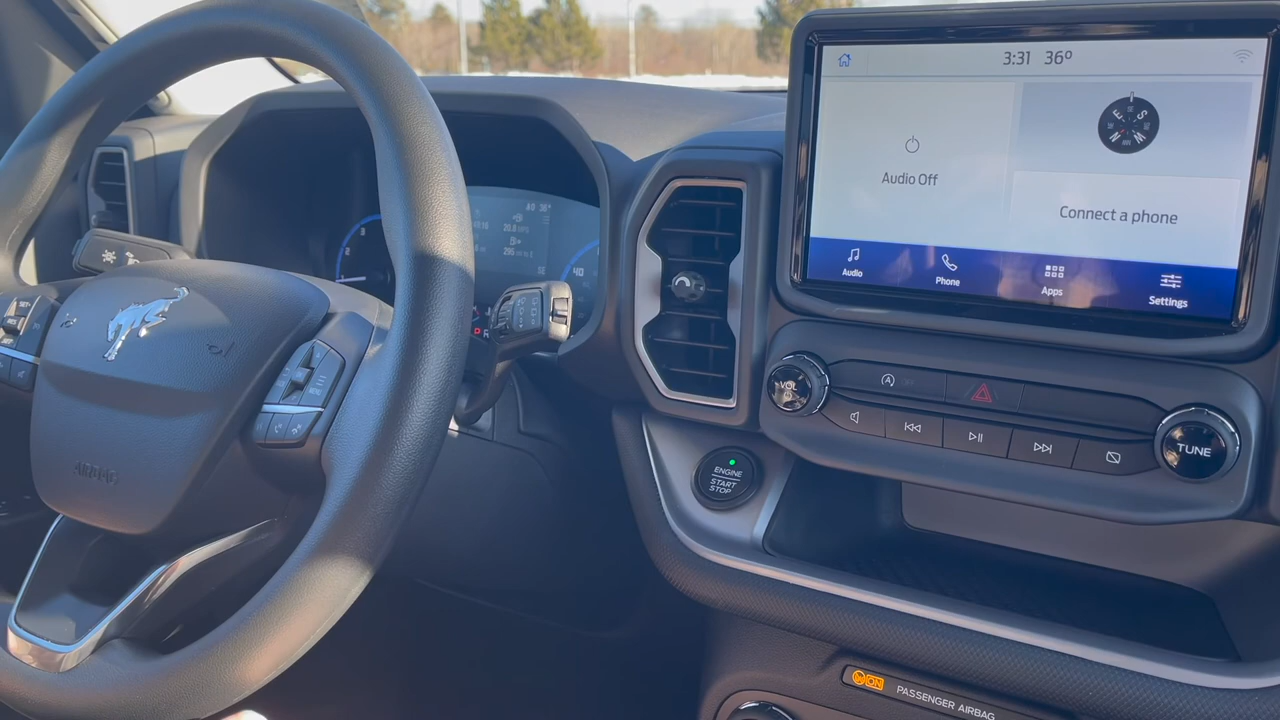 3:31 36°
Audio Off
Connect a phone
Audio
Phone
Apps
Settings
VOL
TUNE
ENGINE
START
STOP
AIRBAG
ON
PASSENGER AIRBAG
40